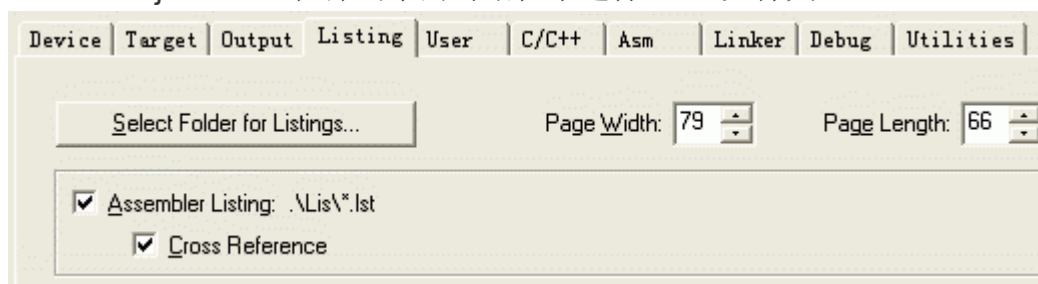 Device Target Output Listing User C/C++ Asm Linker Debug Utilities
Select Folder for Listings... Page Width: 79 Page Length: 66
Assembler Listing: .\Lis\*.lst
Cross Reference